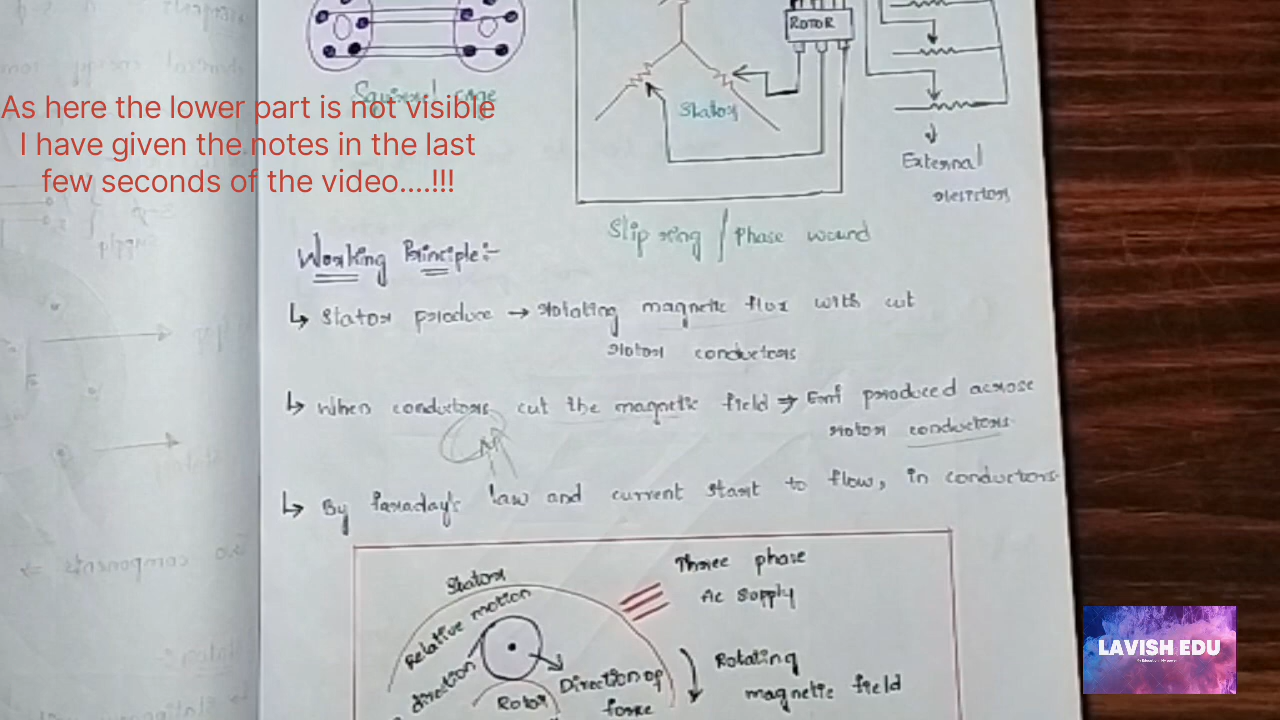 ROTOR
Squirrel cage
Stator
External
resistors
Slip ring / Phase wound
As here the lower part is not visible
I have given the notes in the last
few seconds of the video....!!!
Working Principle:-
↳ Stator produce → rotating magnetic flux with cut
rotor conductors
↳ When conductors cut the magnetic field ⇒ Emf produced across
rotor conductors.
↳ By Faraday's law and current start to flow, in conductors.
Stator
Three phase
Ac Supply
Relative motion
direction
Direction of
force
Rotor
Rotating
magnetic field
LAVISH EDU